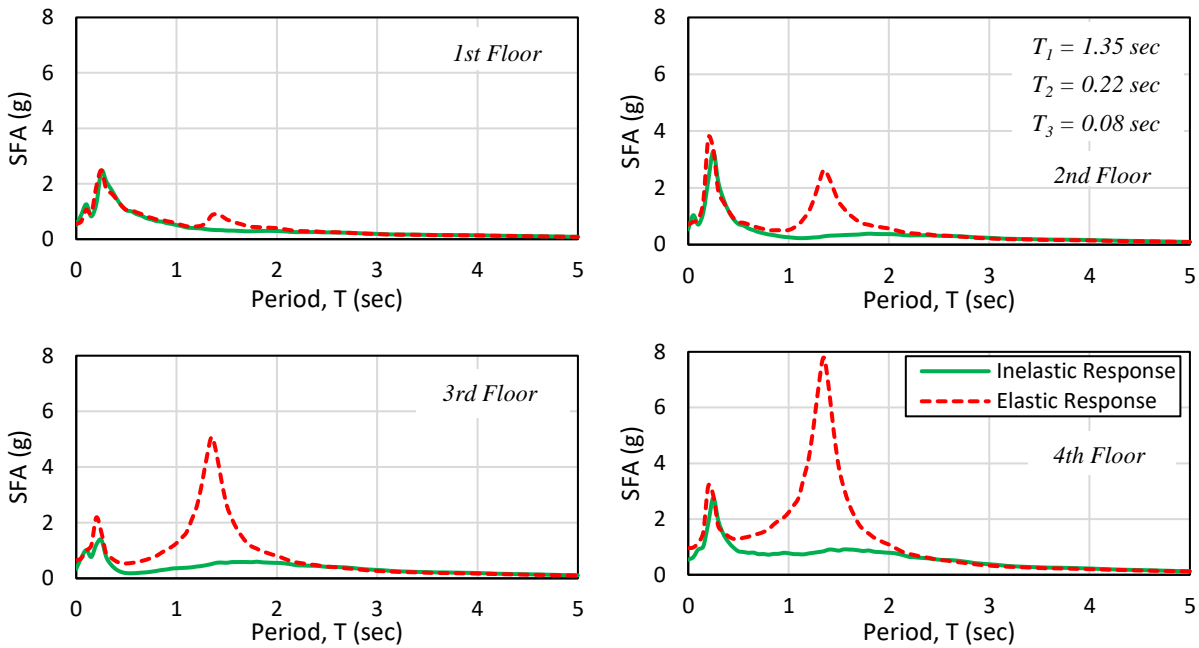 8
6
4
2
0
SFA (g)
1st Floor
0 1 2 3 4 5
Period, T (sec)
8
6
4
2
0
SFA (g)
T1 = 1.35 sec
T2 = 0.22 sec
T3 = 0.08 sec
2nd Floor
0 1 2 3 4 5
Period, T (sec)
8
6
4
2
0
SFA (g)
3rd Floor
0 1 2 3 4 5
Period, T (sec)
8
6
4
2
0
SFA (g)
Inelastic Response
Elastic Response
4th Floor
0 1 2 3 4 5
Period, T (sec)